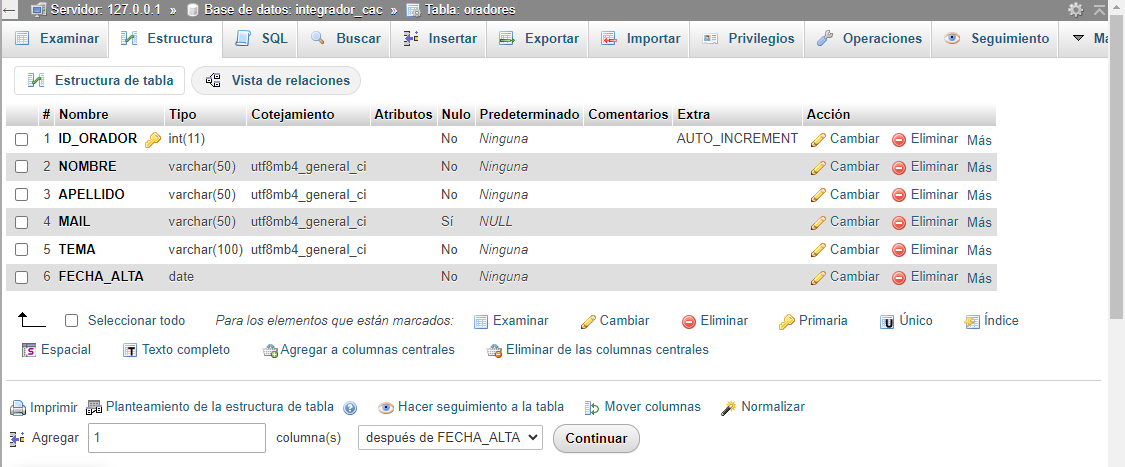 Servidor: 127.0.0.1 » Base de datos: integrador_cac » Tabla: oradores
Examinar Estructura SQL Buscar Insertar Exportar Importar Privilegios Operaciones Seguimiento Má
Estructura de tabla Vista de relaciones
# Nombre Tipo Cotejamiento Atributos Nulo Predeterminado Comentarios Extra Acción
1 ID_ORADOR int(11) No Ninguna AUTO_INCREMENT Cambiar Eliminar Más
2 NOMBRE varchar(50) utf8mb4_general_ci No Ninguna Cambiar Eliminar Más
3 APELLIDO varchar(50) utf8mb4_general_ci No Ninguna Cambiar Eliminar Más
4 MAIL varchar(50) utf8mb4_general_ci Sí NULL Cambiar Eliminar Más
5 TEMA varchar(100) utf8mb4_general_ci No Ninguna Cambiar Eliminar Más
6 FECHA_ALTA date No Ninguna Cambiar Eliminar Más
Seleccionar todo Para los elementos que están marcados: Examinar Cambiar Eliminar Primaria Único Índice
Espacial Texto completo Agregar a columnas centrales Eliminar de las columnas centrales
Imprimir Planteamiento de la estructura de tabla Hacer seguimiento a la tabla Mover columnas Normalizar
Agregar 1 columna(s) después de FECHA_ALTA Continuar